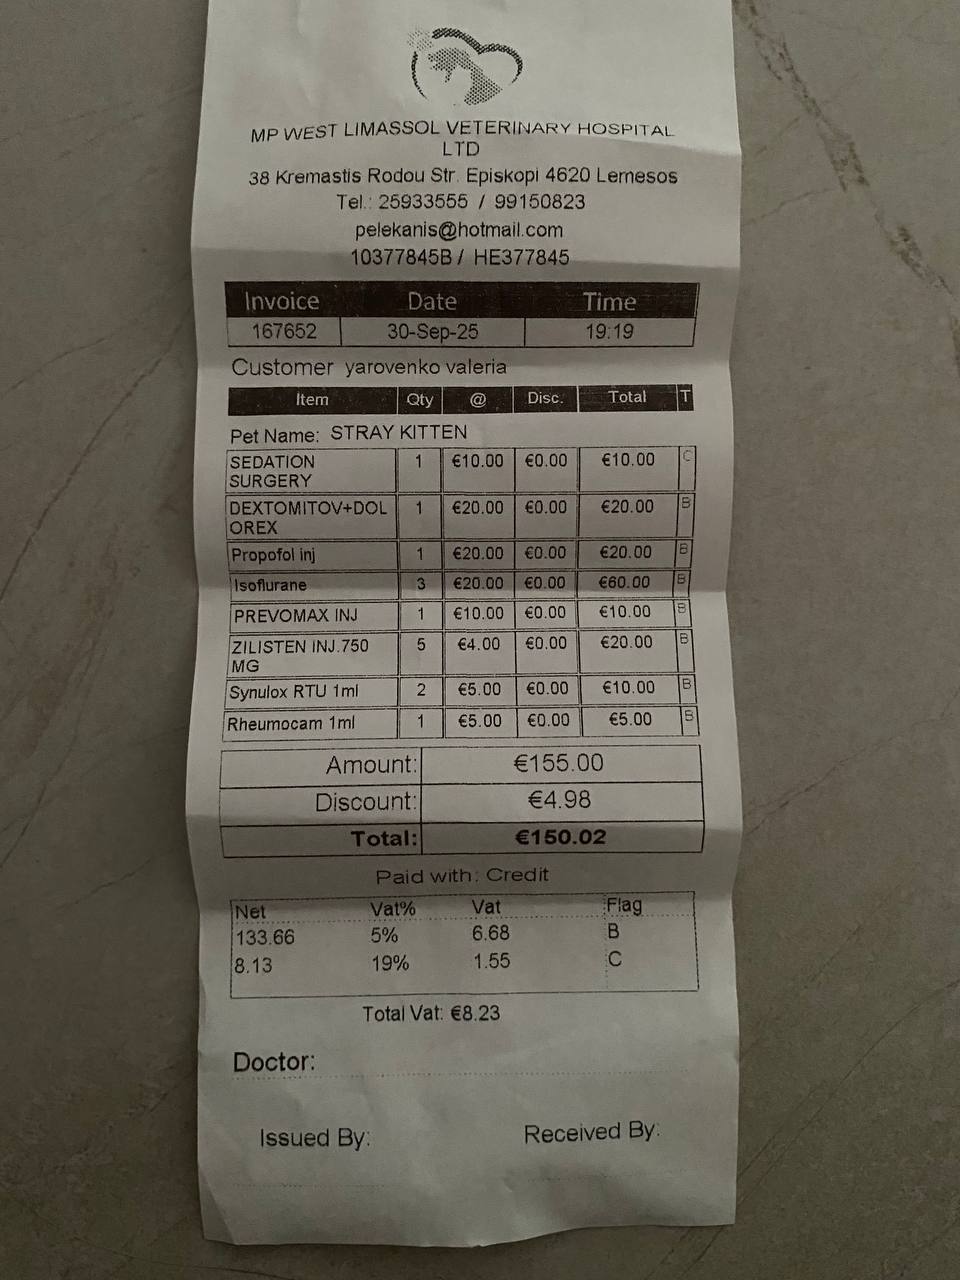 MP WEST LIMASSOL VETERINARY HOSPITAL
LTD
38 Kremastis Rodou Str. Episkopi 4620 Lemesos
Tel.: 25933555 / 99150823
pelekanis@hotmail.com
10377845B / HE377845
Invoice Date Time
167652 30-Sep-25 19:19
Customer yarovenko valeria
Item Qty @ Disc. Total T
Pet Name: STRAY KITTEN
SEDATION 1 €10.00 €0.00 €10.00 C
SURGERY
DEXTOMITOV+DOL 1 €20.00 €0.00 €20.00 B
OREX
Propofol inj 1 €20.00 €0.00 €20.00 B
Isoflurane 3 €20.00 €0.00 €60.00 B
PREVOMAX INJ 1 €10.00 €0.00 €10.00 B
ZILISTEN INJ.750 5 €4.00 €0.00 €20.00 B
MG
Synulox RTU 1ml 2 €5.00 €0.00 €10.00 B
Rheumocam 1ml 1 €5.00 €0.00 €5.00 B
Amount: €155.00
Discount: €4.98
Total: €150.02
Paid with: Credit
Net Vat% Vat Flag
133.66 5% 6.68 B
8.13 19% 1.55 C
Total Vat: €8.23
Doctor:
Issued By: Received By: